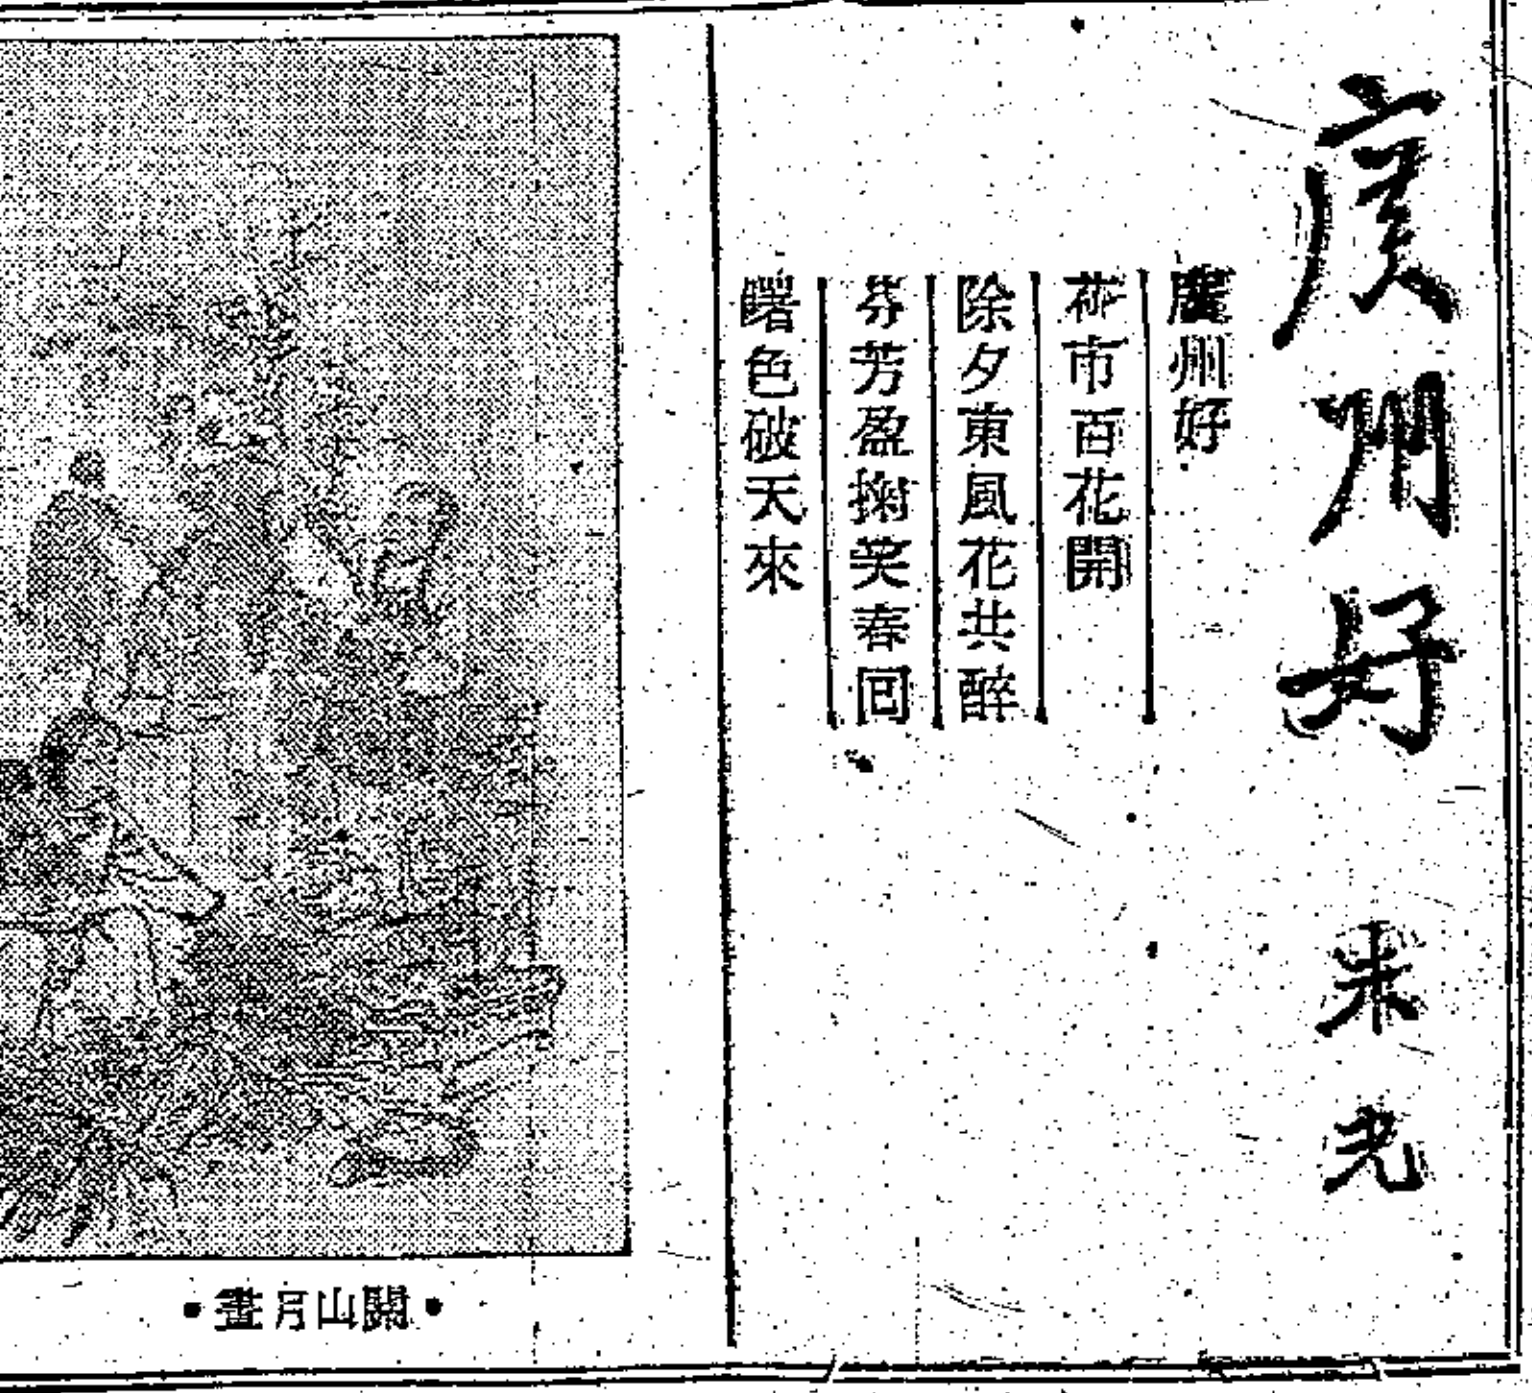 廣州好
朱光
廣州好
花市百花開
除夕東風花共醉
芬芳盈掬笑春回
曙色破天來
•關山月畫•